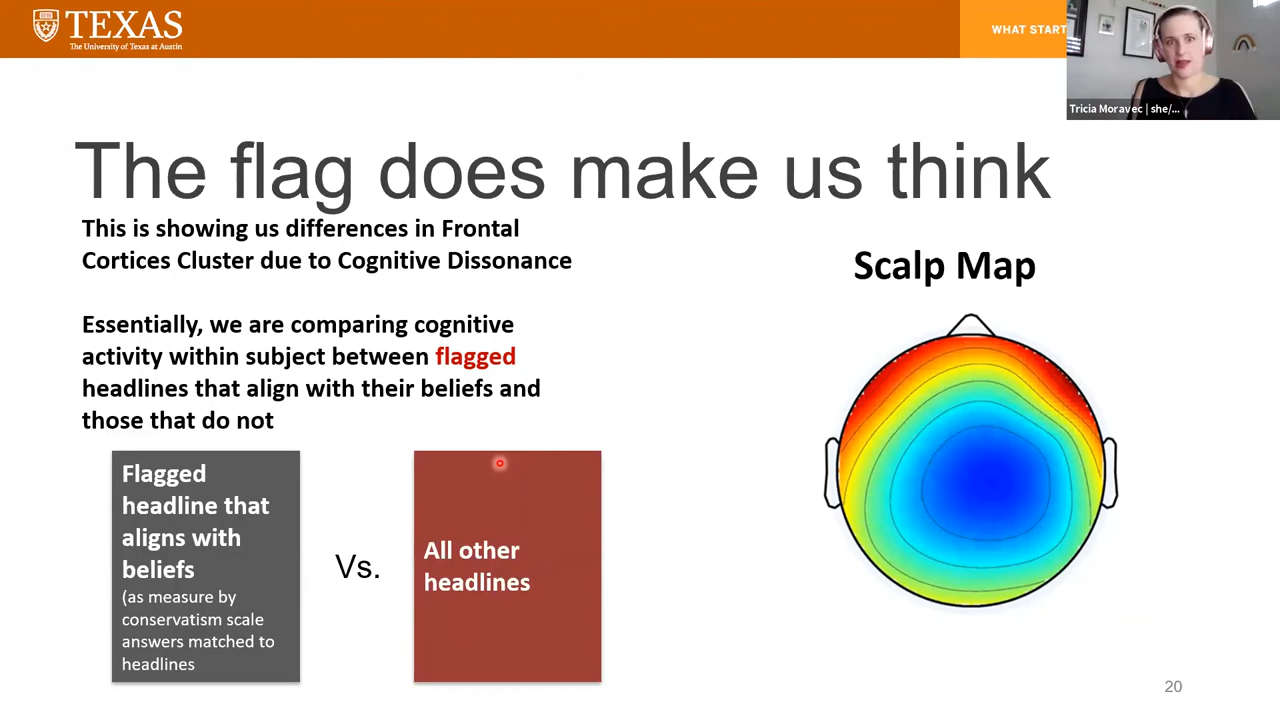 TEXAS
The University of Texas at Austin
WHAT START
Tricia Moravec | she/...
The flag does make us think
This is showing us differences in Frontal
Cortices Cluster due to Cognitive Dissonance
Scalp Map
Essentially, we are comparing cognitive
activity within subject between flagged
headlines that align with their beliefs and
those that do not
Flagged
headline that
aligns with
beliefs
(as measure by
conservatism scale
answers matched to
headlines
Vs.
All other
headlines
20